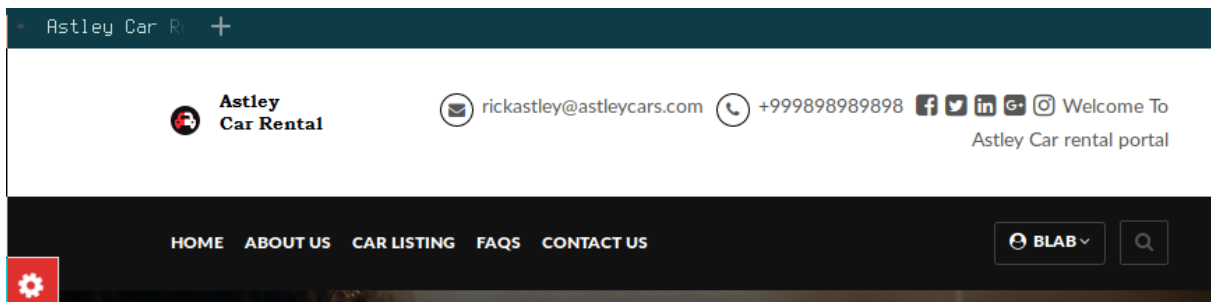 Astley Car R
Astley
Car Rental
rickastley@astleycars.com +999898989898 Welcome To
Astley Car rental portal
HOME ABOUT US CAR LISTING FAQS CONTACT US BLAB